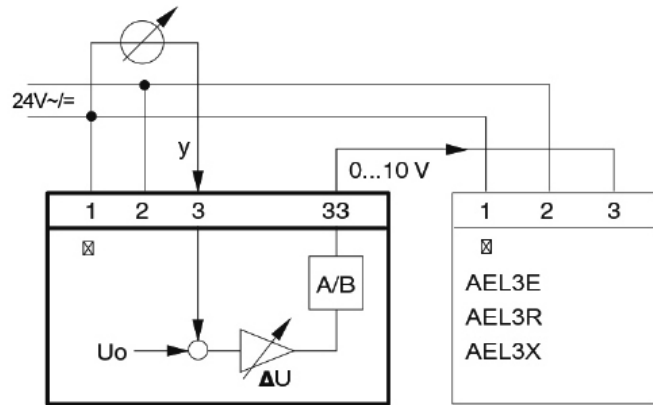 24V~/=
y
0...10 V
1 2 3 33
1 2 3
A/B
Uo
ΔU
AEL3E
AEL3R
AEL3X